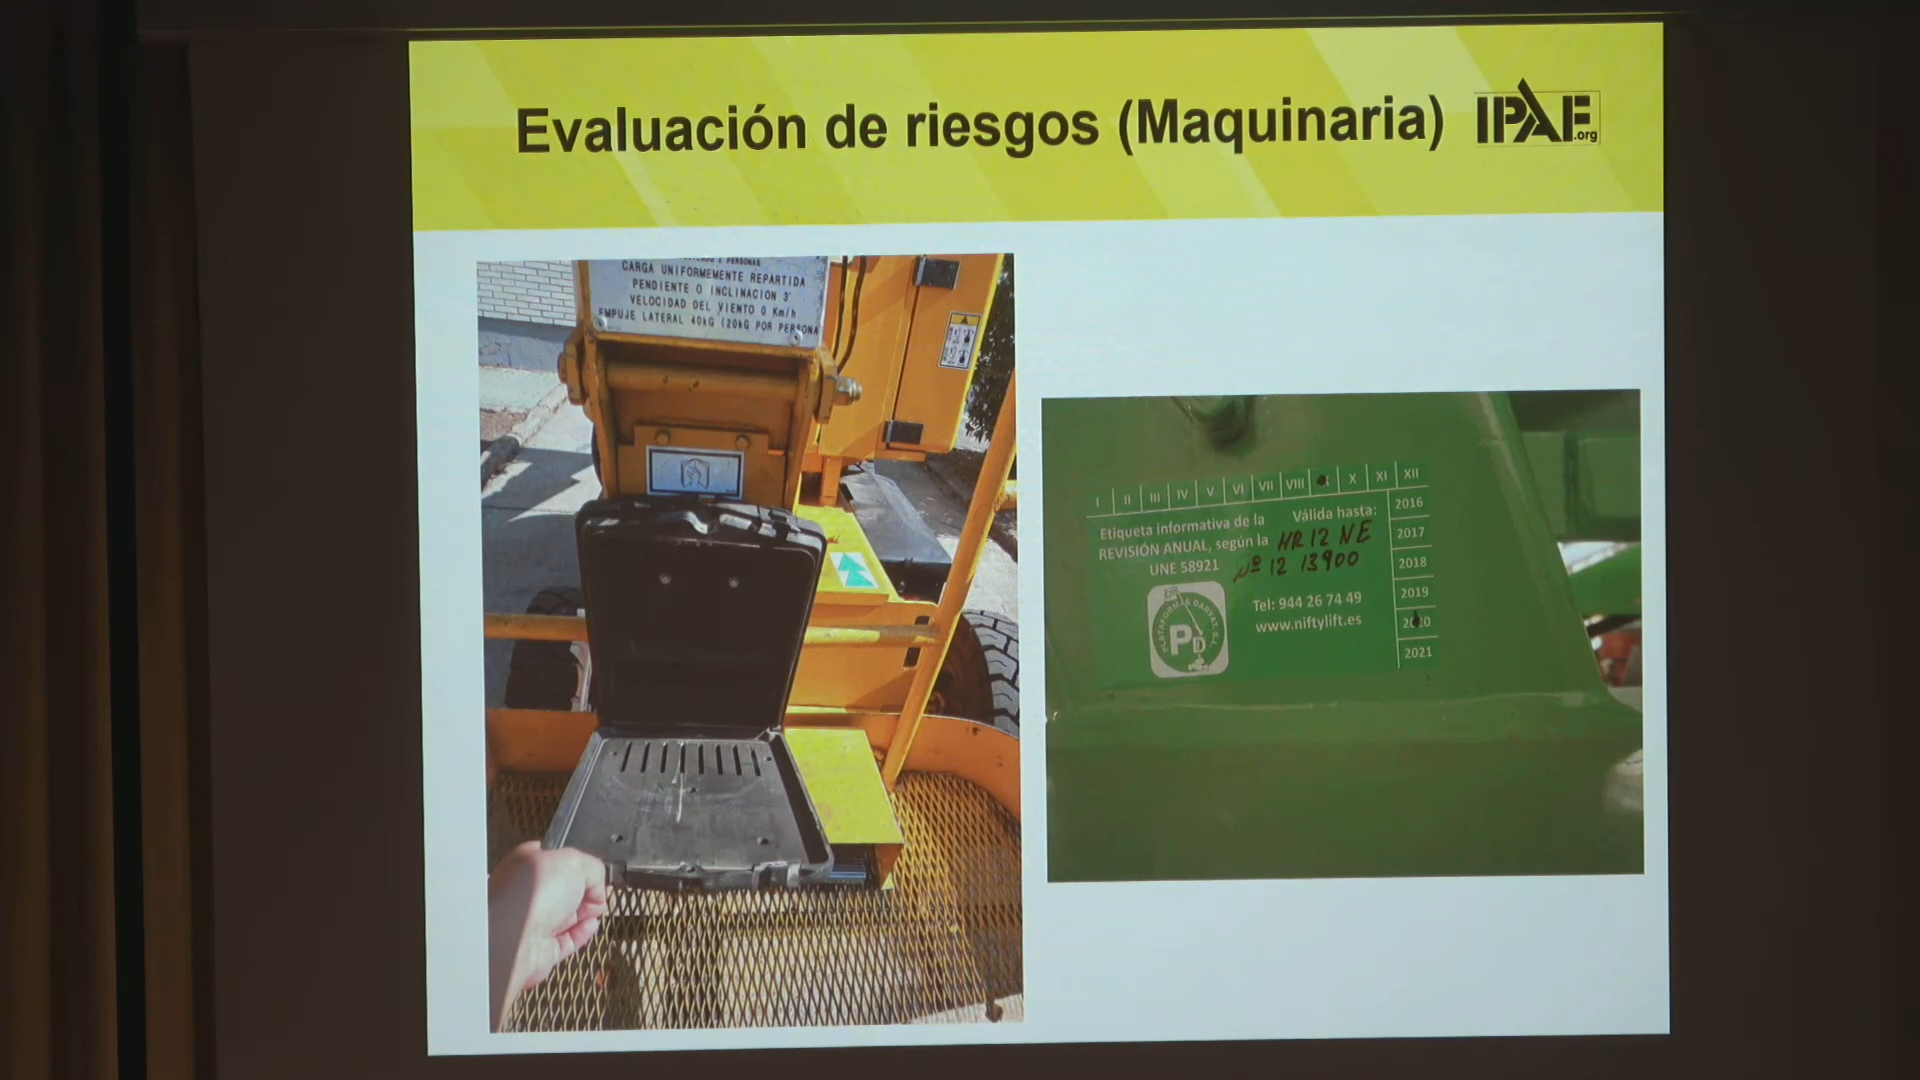 Evaluación de riesgos (Maquinaria)
IPAF
.org
CARGA UNIFORMEMENTE REPARTIDA
PENDIENTE O INCLINACION 3°
VELOCIDAD DEL VIENTO 0 Km/h
EMPUJE LATERAL 40kG (20kG POR PERSONA
I II III IV V VI VII VIII X XI XII
Etiqueta informativa de la
REVISIÓN ANUAL, según la
UNE 58921
Válida hasta:
HR 12 NE
Nº 12 13900
Tel: 944 26 74 49
www.niftylift.es
PD
2016
2017
2018
2019
2020
2021